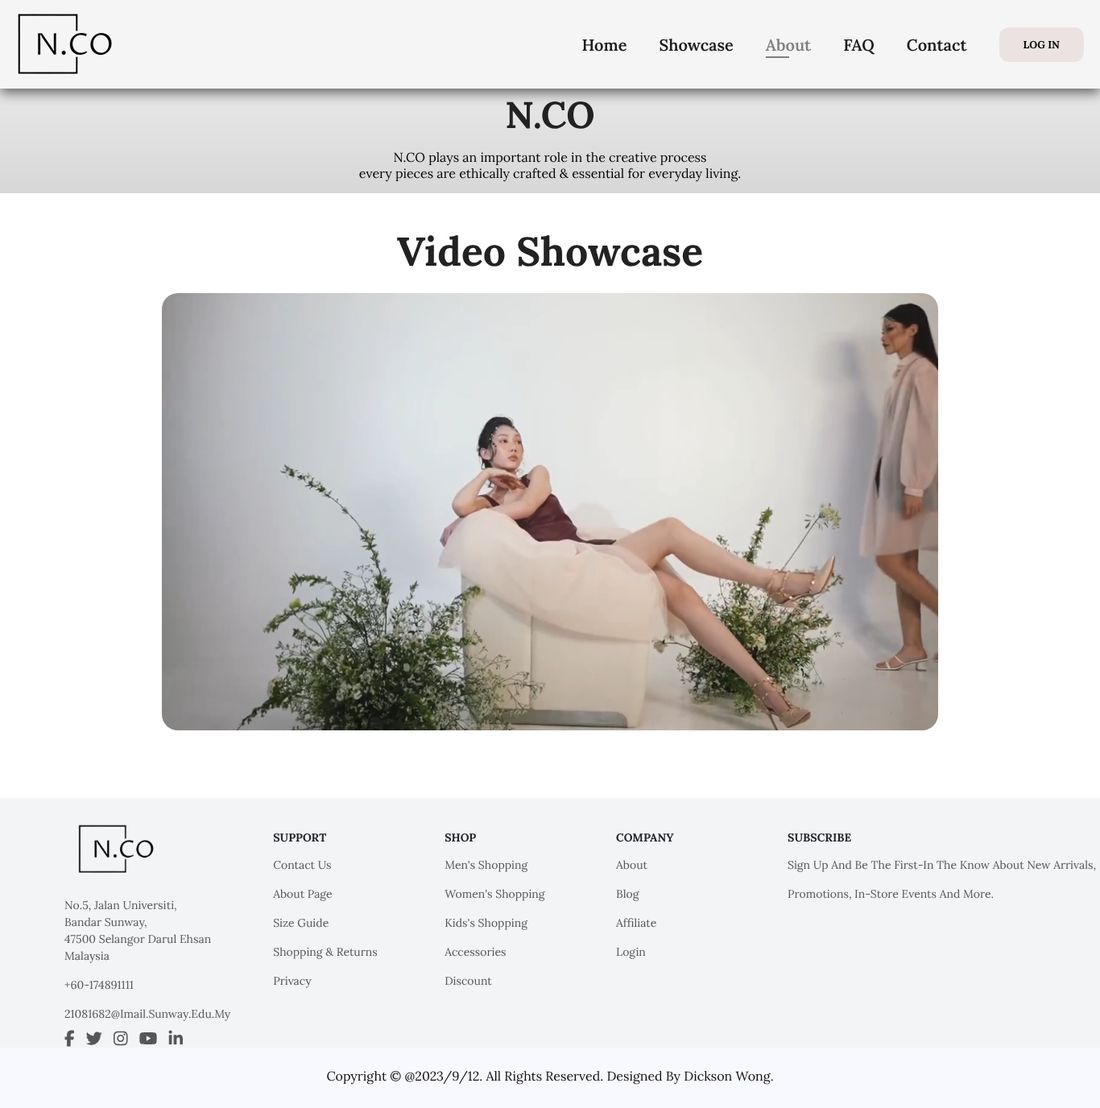 N.CO
Home
Showcase
About
FAQ
Contact
LOG IN
N.CO
N.CO plays an important role in the creative process
every pieces are ethically crafted & essential for everyday living.
Video Showcase
N.CO
No.5, Jalan Universiti,
Bandar Sunway,
47500 Selangor Darul Ehsan
Malaysia
+60-174891111
21081682@Imail.Sunway.Edu.My
SUPPORT
Contact Us
About Page
Size Guide
Shopping & Returns
Privacy
SHOP
Men's Shopping
Women's Shopping
Kid's Shopping
Accessories
Discount
COMPANY
About
Blog
Affiliate
Login
SUBSCRIBE
Sign Up And Be The First-In The Know About New Arrivals,
Promotions, In-Store Events And More.
Copyright © @2023/9/12. All Rights Reserved. Designed By Dickson Wong.